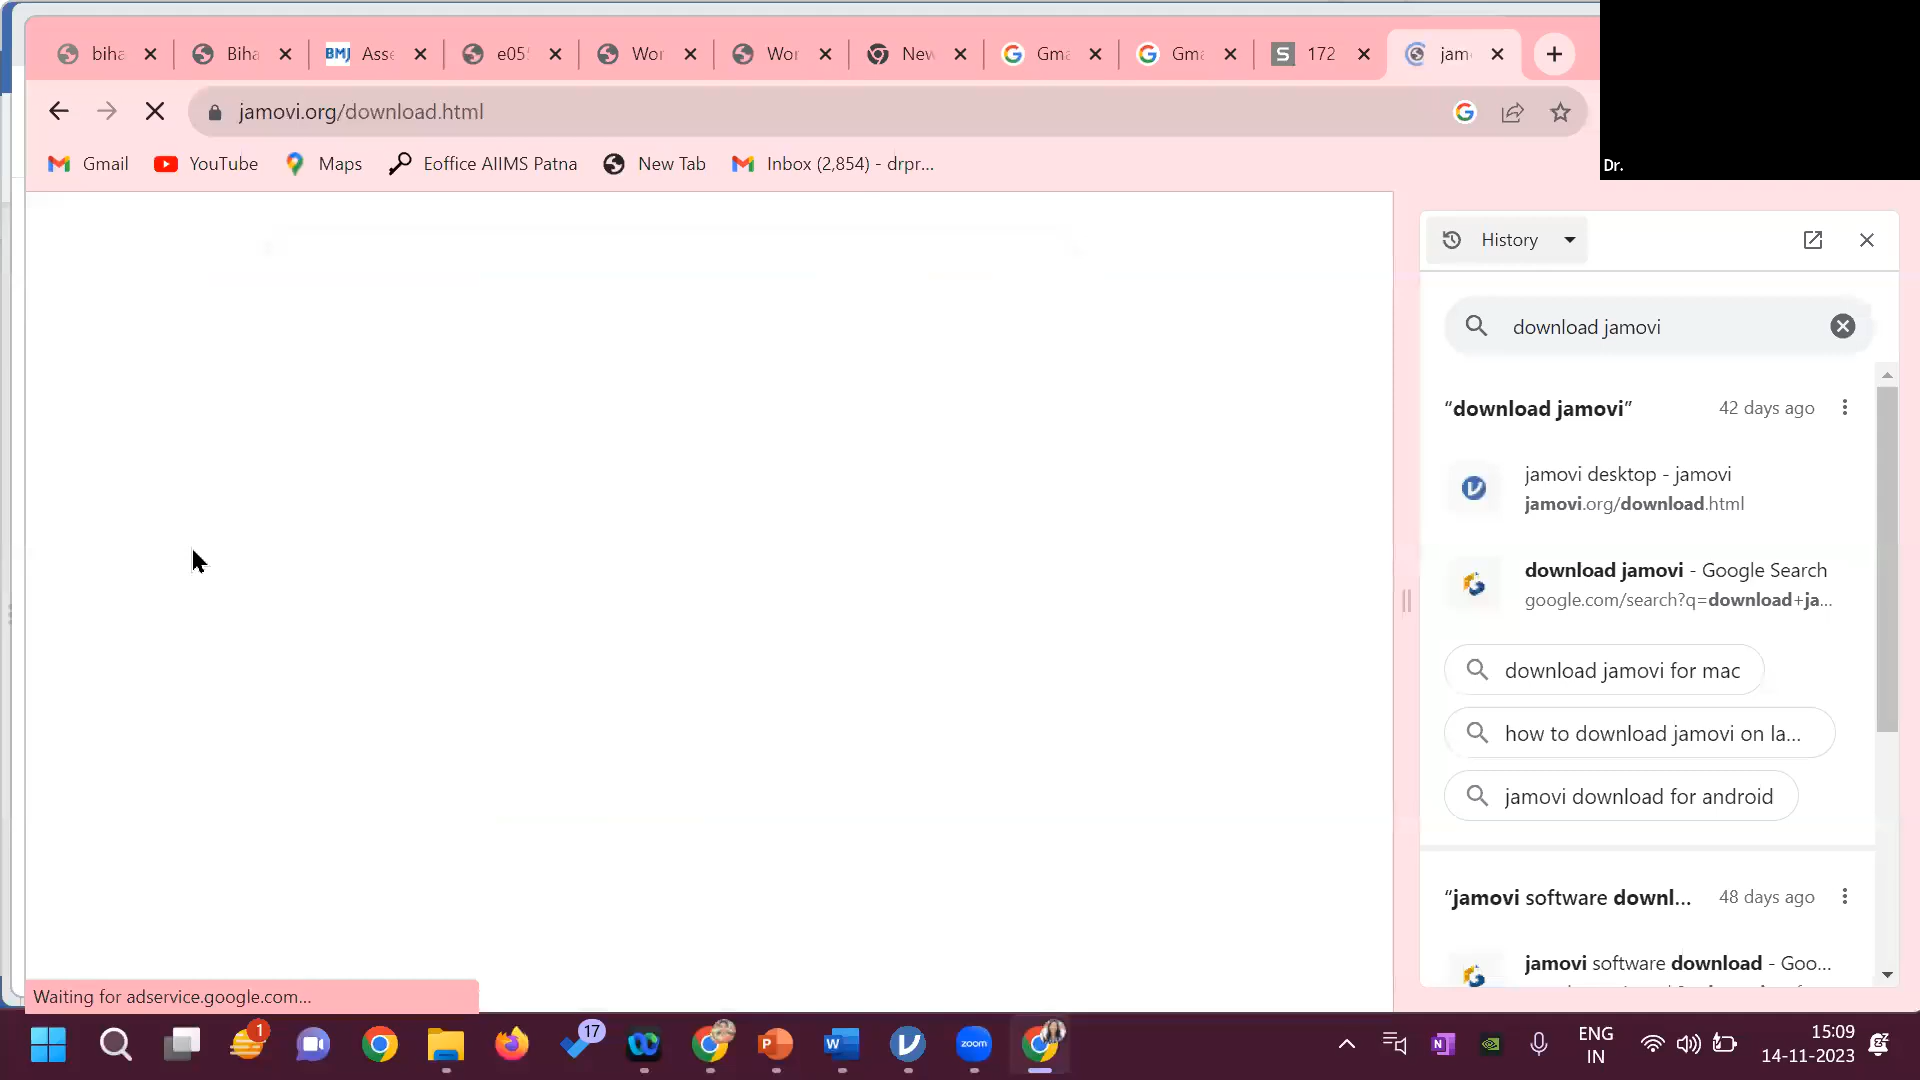 biha
Biha
BMJ Asse
e05
Wor
Wor
New
Gma
Gma
S 172
jam
jamovi.org/download.html
Gmail
YouTube
Maps
Eoffice AIIMS Patna
New Tab
Inbox (2,854) - drpr...
Dr.
History
download jamovi
“download jamovi” 42 days ago
jamovi desktop - jamovi
jamovi.org/download.html
download jamovi - Google Search
google.com/search?q=download+ja...
download jamovi for mac
how to download jamovi on la...
jamovi download for android
“jamovi software downl... 48 days ago
jamovi software download - Goo...
Waiting for adservice.google.com...
1
17
W
zoom
N
ENG
IN
15:09
14-11-2023